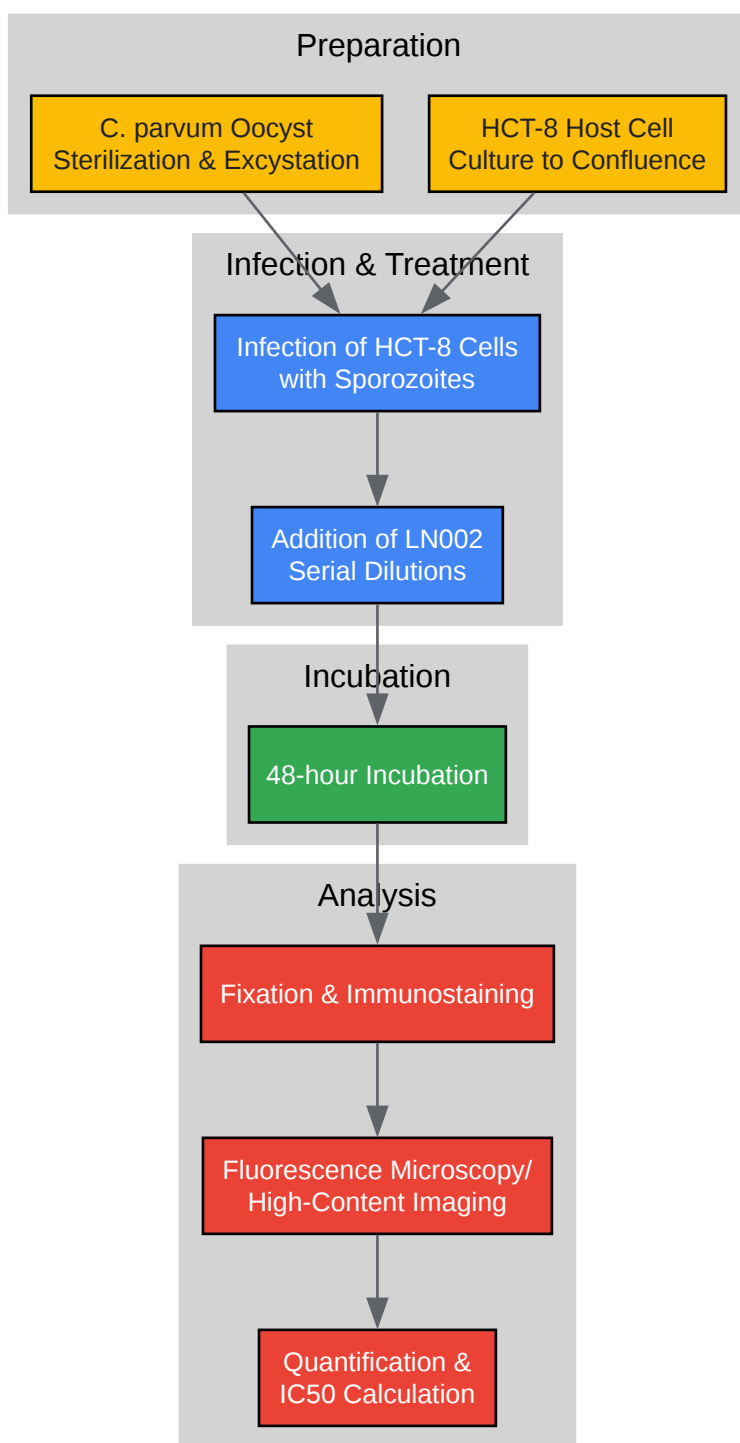 Preparation
C. parvum Oocyst
Sterilization & Excystation
HCT-8 Host Cell
Culture to Confluence
Infection & Treatment
Infection of HCT-8 Cells
with Sporozoites
Addition of LN002
Serial Dilutions
Incubation
48-hour Incubation
Analysis
Fixation & Immunostaining
Fluorescence Microscopy/
High-Content Imaging
Quantification &
IC50 Calculation